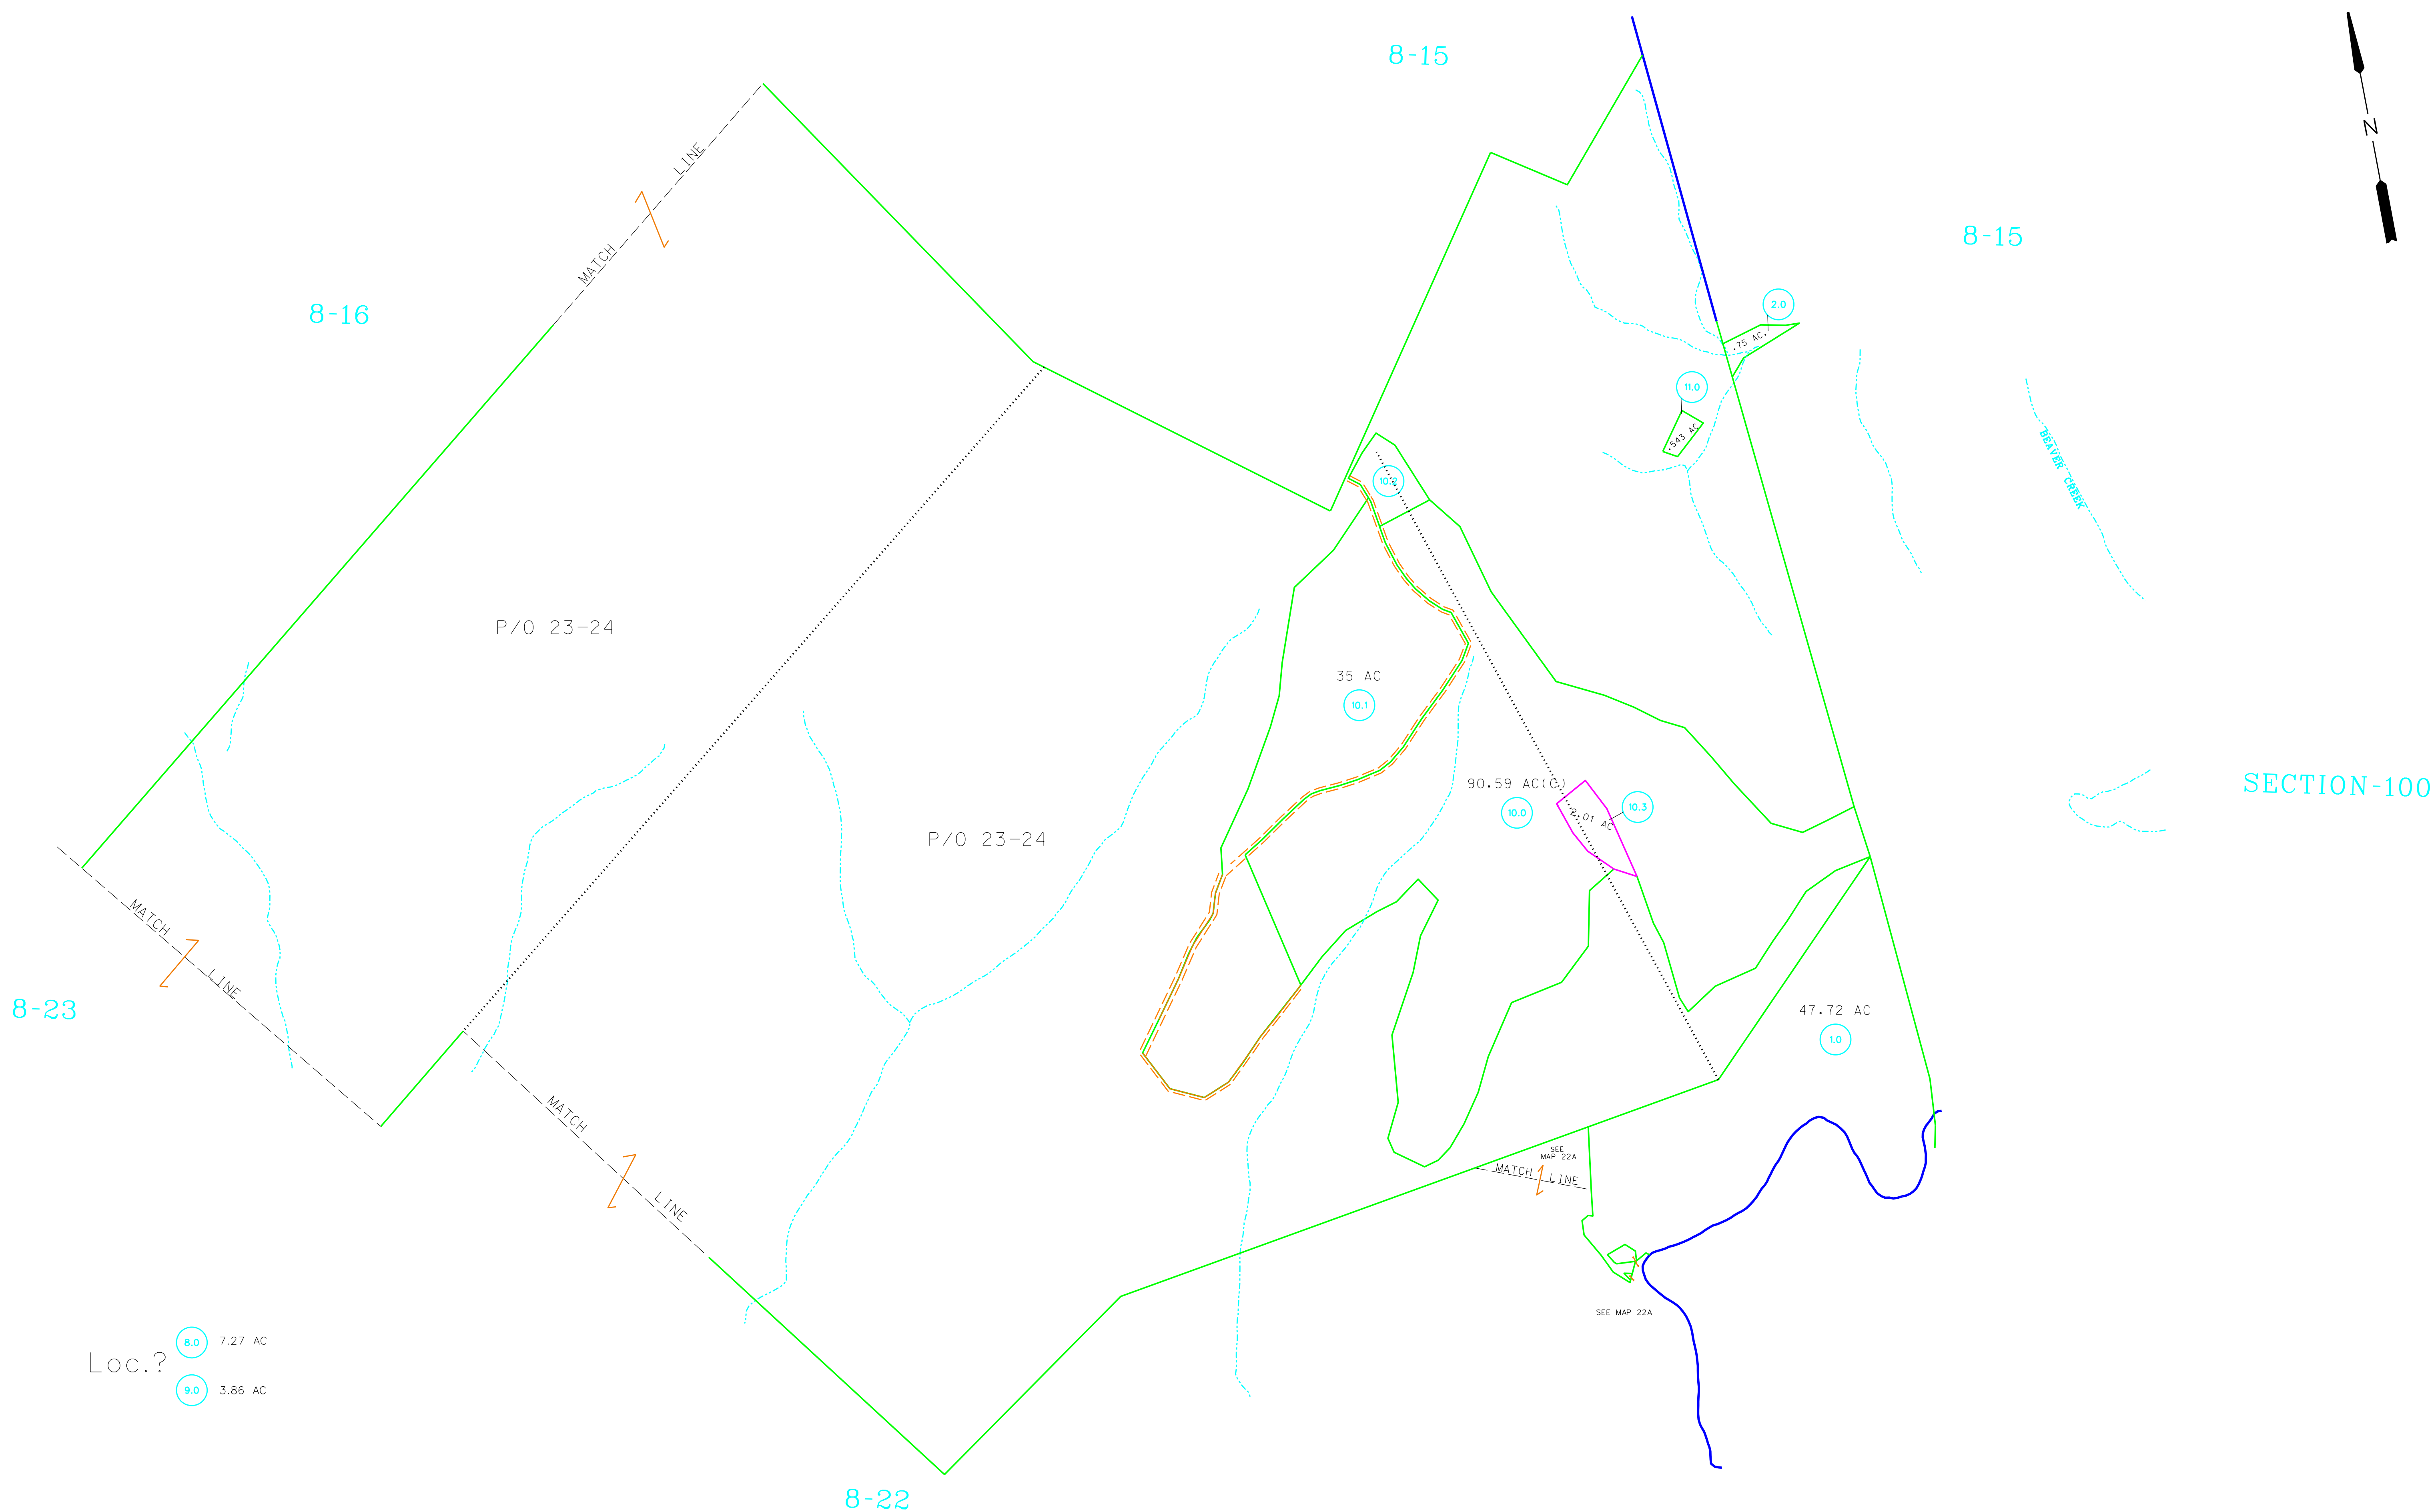 8-15
LINE
N
MATCH
8-15
8-16
2.0
.75 AC.
11.0
.543 AC
BEAVER CREEK
10.2
P/O 23-24
35 AC
10.1
SECTION-100
90.59 AC(C)
10.0
10.3
2.01 AC
P/O 23-24
MATCH
LINE
8-23
47.72 AC
1.0
MATCH
LINE
SEE
MAP 22A
MATCH
LINE
SEE MAP 22A
8.0 7.27 AC
Loc.?
9.0 3.86 AC
8-22